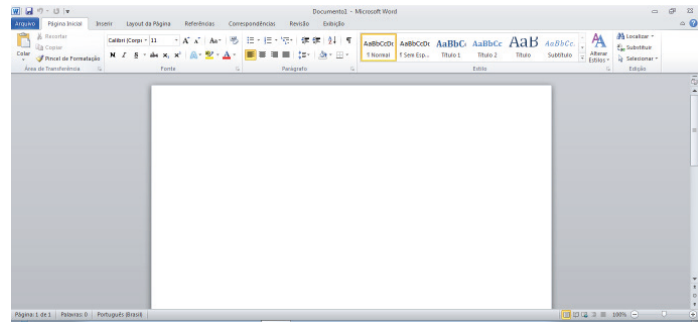 Documento2 - Microsoft Word
Arquivo Página Inicial Inserir Layout da Página Referências Correspondências Revisão Exibição
Colar
Recortar
Copiar
Pincel de Formatação
Área de Transferência
Calibri (Corpo 11
N I S abc x, x²
Fonte
Parágrafo
AaBbCcDc AaBbCcDc AaBbC AaBbCc AaB AaBbCc.
¶ Normal ¶ Sem Esp... Título 1 Título 2 Título Subtítulo
Alterar
Estilos
Estilo
Localizar
Substituir
Selecionar
Edição
Página: 1 de 1 Palavras: 0 Português (Brasil) 100%